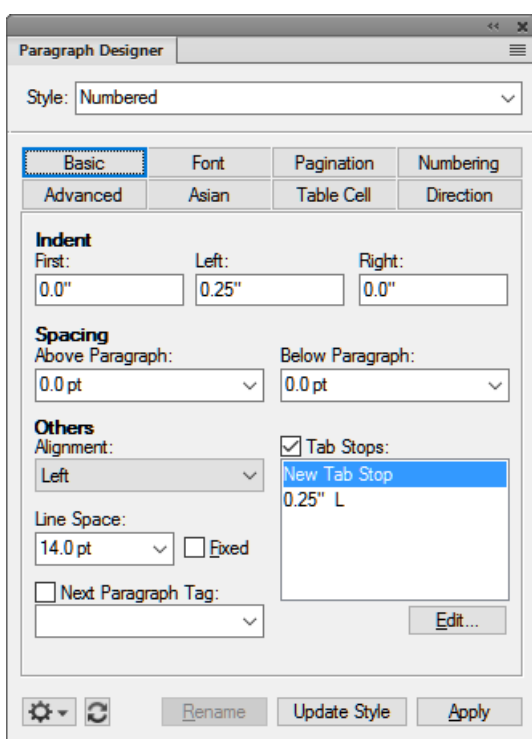 Paragraph Designer
Style: Numbered
Basic Font Pagination Numbering
Advanced Asian Table Cell Direction
Indent
First: Left: Right:
0.0" 0.25" 0.0"
Spacing
Above Paragraph: Below Paragraph:
0.0 pt 0.0 pt
Others
Alignment: Tab Stops:
Left New Tab Stop
0.25" L
Line Space:
14.0 pt Fixed
Next Paragraph Tag:
Edit...
Rename Update Style Apply